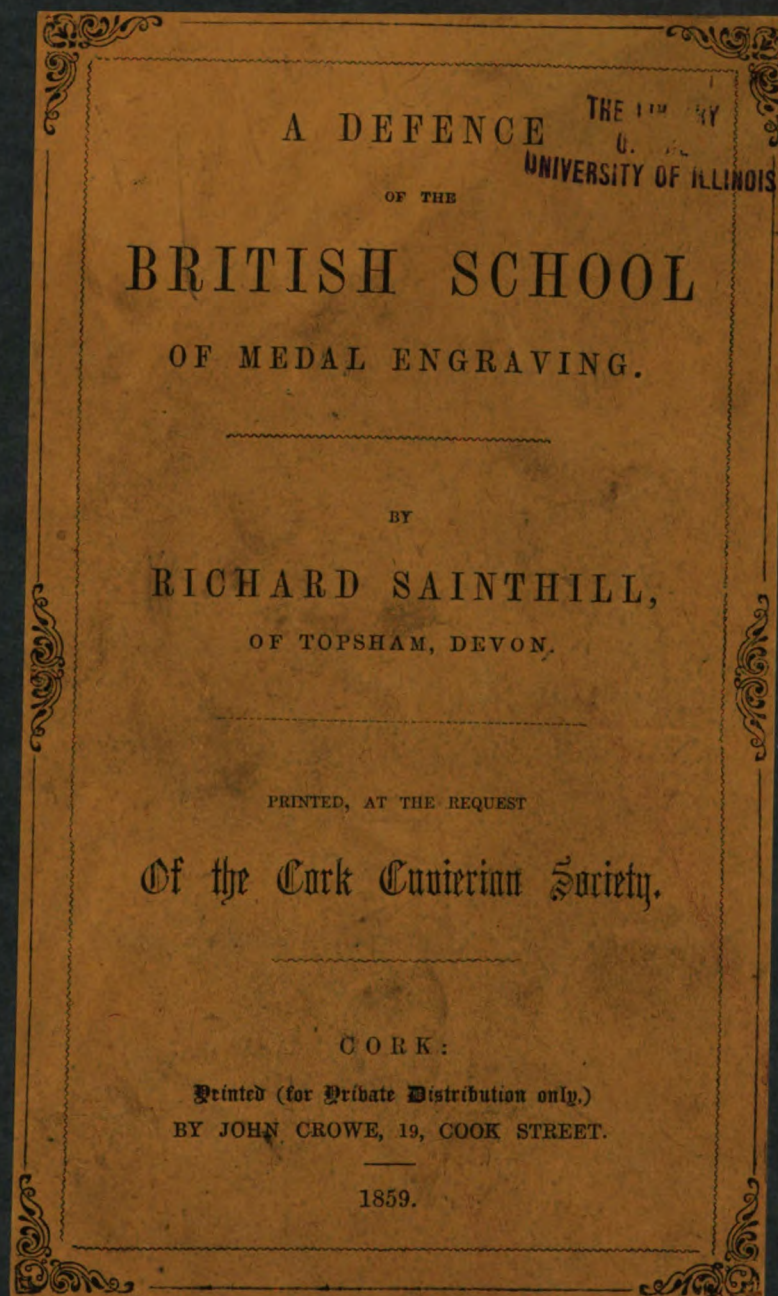 A DEFENCE
THE
UNIVERSITY OF ILLINOIS
OF THE
BRITISH SCHOOL
OF MEDAL ENGRAVING.
BY
RICHARD SAINTHILL,
OF TOPSHAM, DEVON.
PRINTED, AT THE REQUEST
Of the Cork Cuvierian Society.
CORK:
Printed (for Private Distribution only,)
BY JOHN CROWE, 19, COOK STREET.
1859.